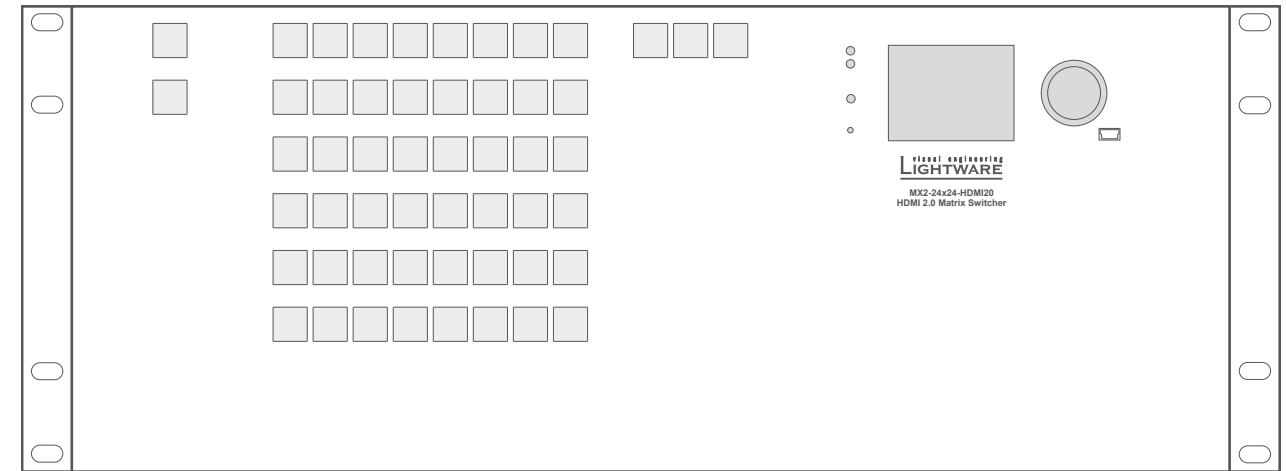 visual engineering
LIGHTWARE
MX2-24x24-HDMI20
HDMI 2.0 Matrix Switcher